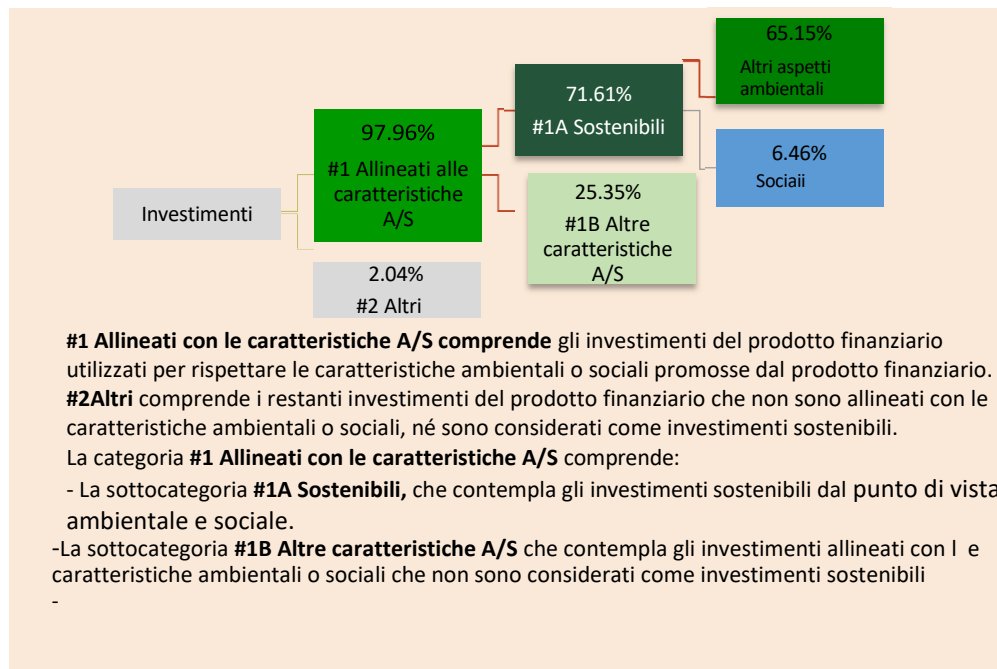 65.15%
Altri aspetti
ambientali
71.61%
#1A Sostenibili
97.96%
#1 Allineati alle
caratteristiche
A/S
6.46%
Sociaii
25.35%
#1B Altre
caratteristiche
A/S
Investimenti
2.04%
#2 Altri
#1 Allineati con le caratteristiche A/S comprende gli investimenti del prodotto finanziario
utilizzati per rispettare le caratteristiche ambientali o sociali promosse dal prodotto finanziario.
#2Altri comprende i restanti investimenti del prodotto finanziario che non sono allineati con le
caratteristiche ambientali o sociali, né sono considerati come investimenti sostenibili.
La categoria #1 Allineati con le caratteristiche A/S comprende:
- La sottocategoria #1A Sostenibili, che contempla gli investimenti sostenibili dal punto di vista
ambientale e sociale.
-La sottocategoria #1B Altre caratteristiche A/S che contempla gli investimenti allineati con l e
caratteristiche ambientali o sociali che non sono considerati come investimenti sostenibili
-